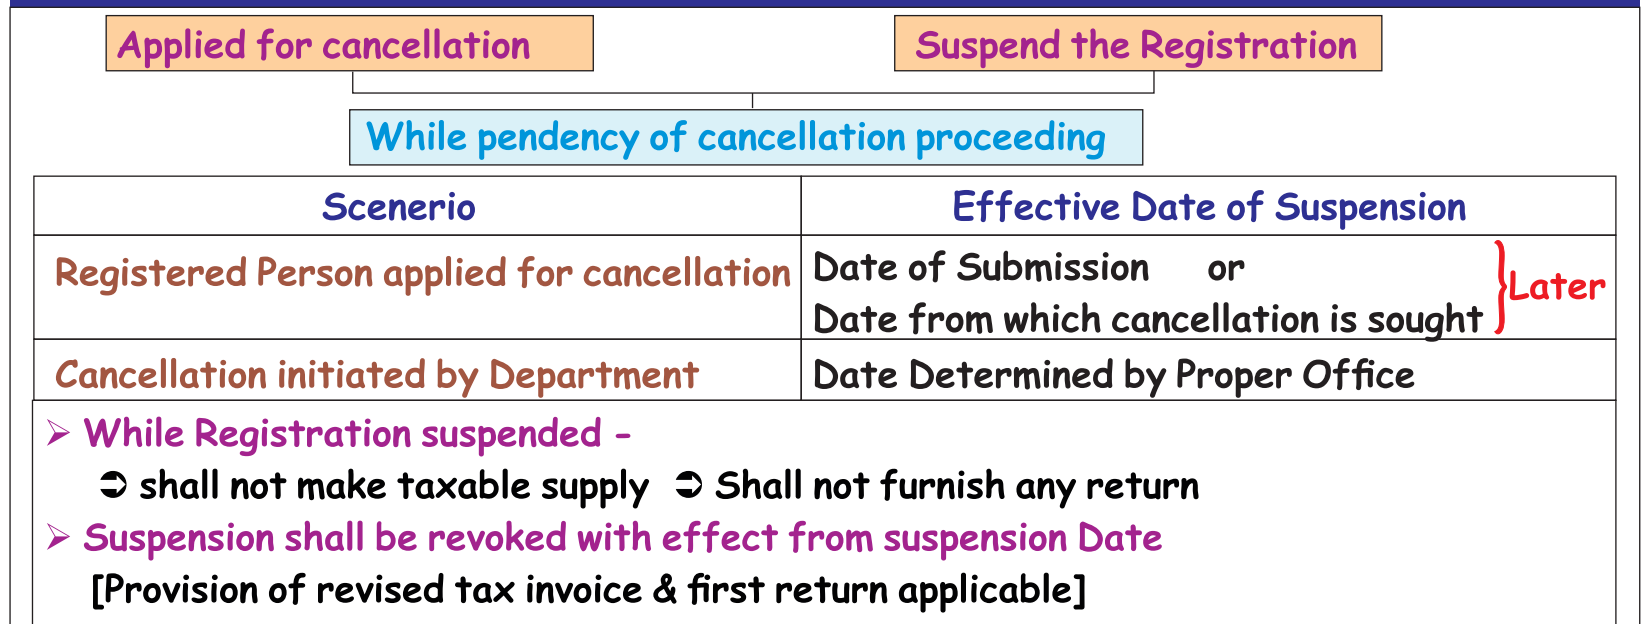 Applied for cancellation
Suspend the Registration
While pendency of cancellation proceeding
Scenerio
Effective Date of Suspension
Registered Person applied for cancellation
Date of Submission or
Date from which cancellation is sought
Later
Cancellation initiated by Department
Date Determined by Proper Office
➢ While Registration suspended -
➲ shall not make taxable supply ➲ Shall not furnish any return
➢ Suspension shall be revoked with effect from suspension Date
[Provision of revised tax invoice & first return applicable]